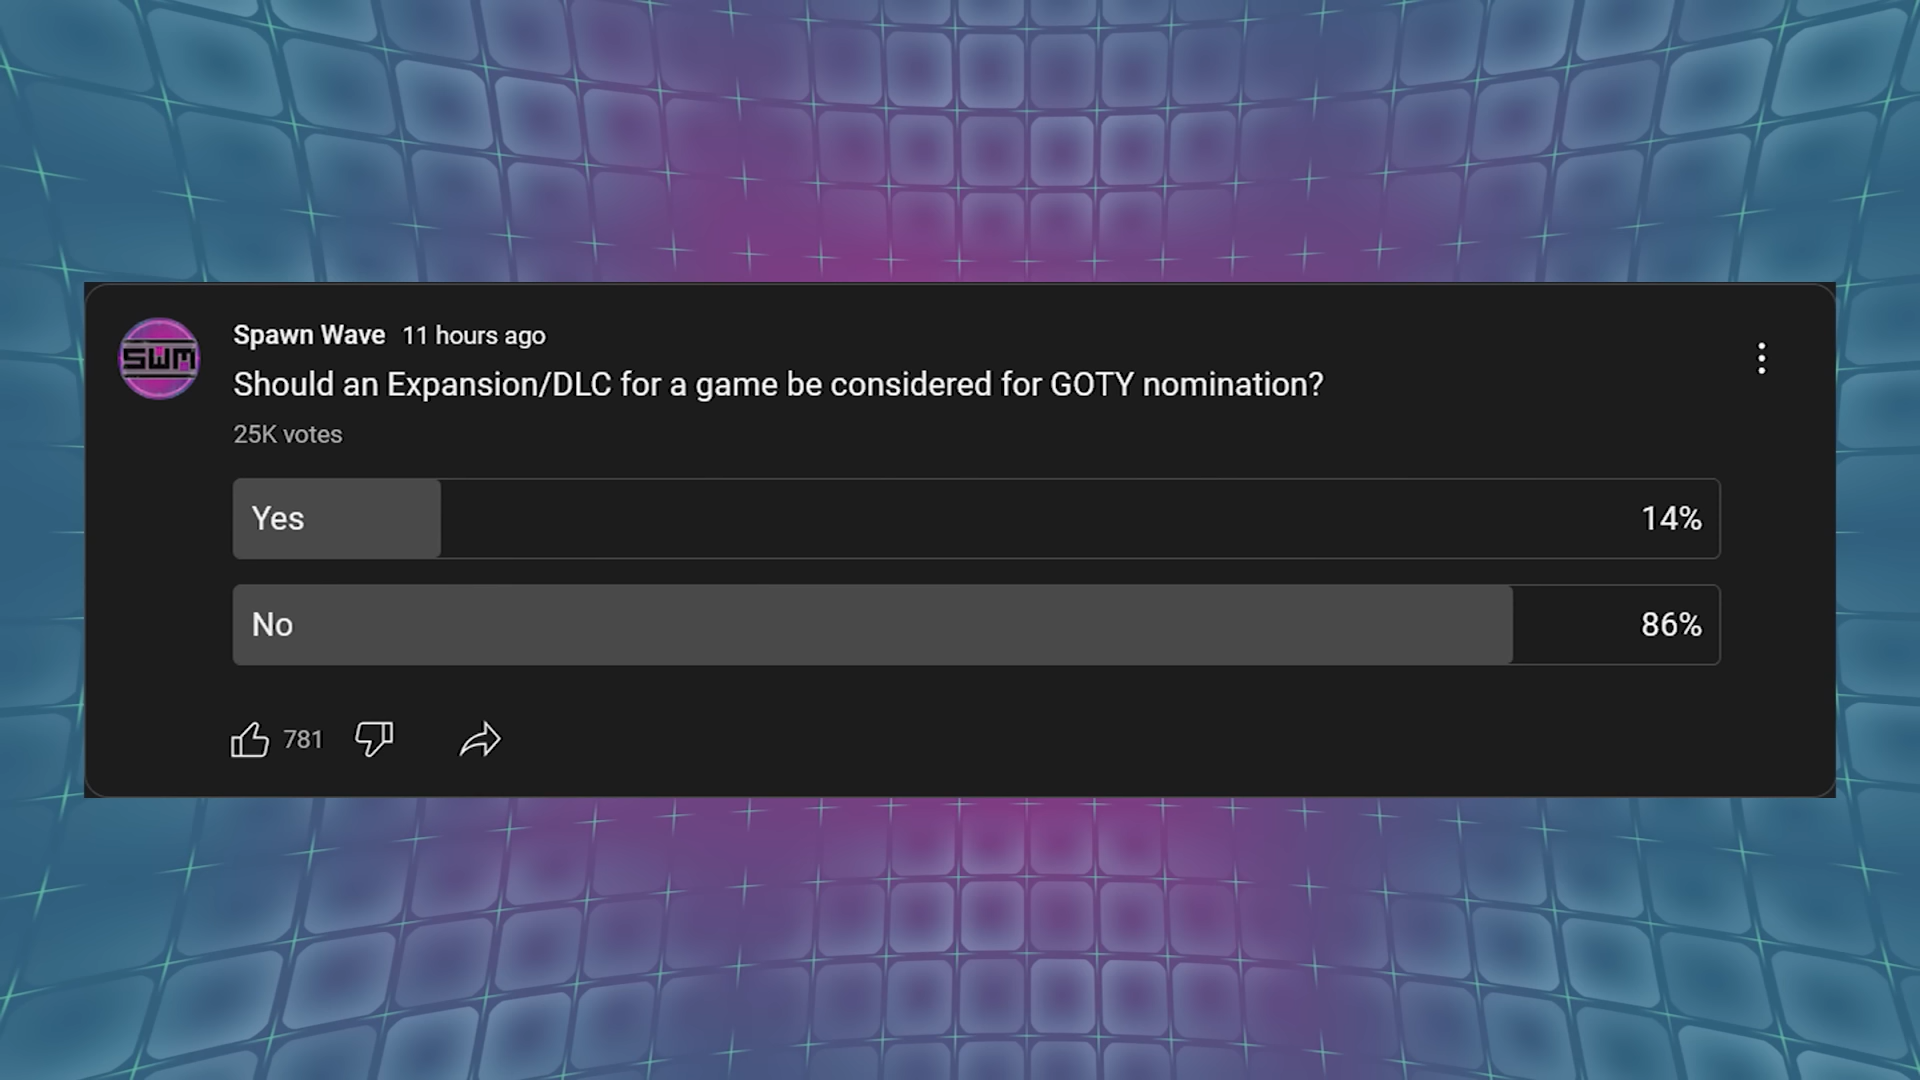 SWM
Spawn Wave 11 hours ago
Should an Expansion/DLC for a game be considered for GOTY nomination?
25K votes
Yes 14%
No 86%
781